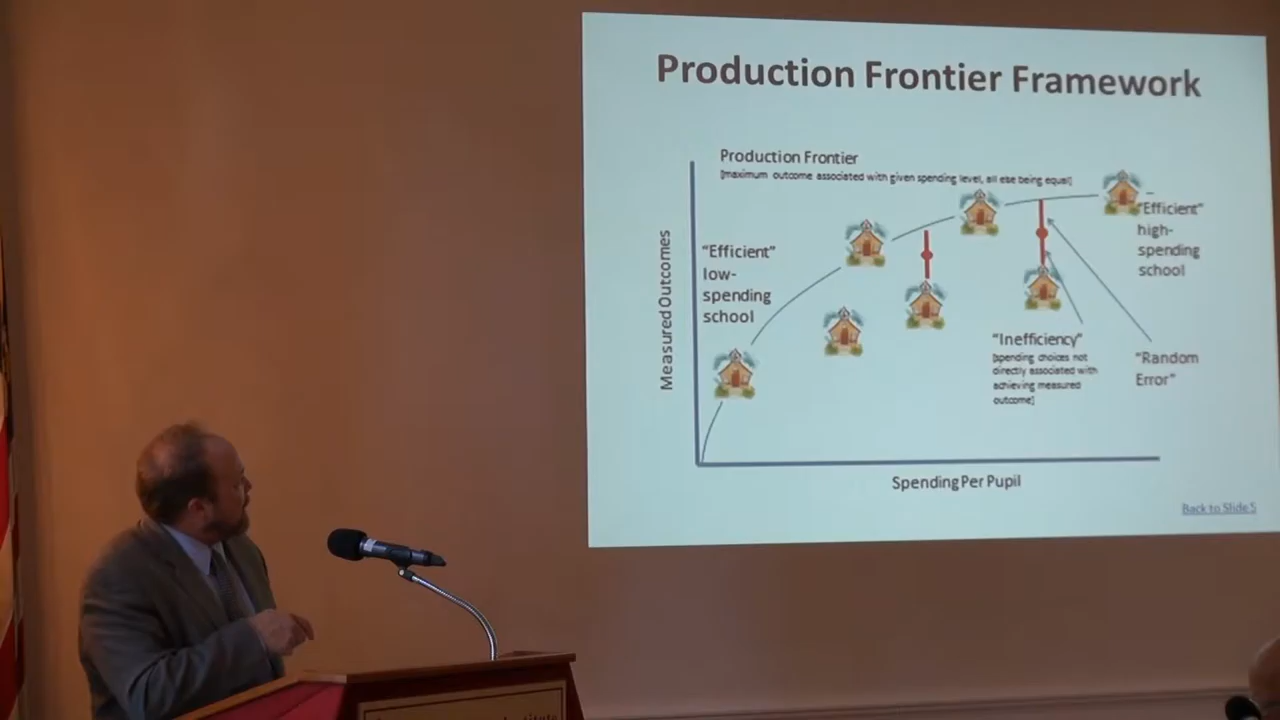 Production Frontier Framework
Production Frontier
[maximum outcome associated with given spending level, all else being equal]
Measured Outcomes
"Efficient"
low-
spending
school
"Efficient"
high-
spending
school
"Inefficiency"
[spending choices not
directly associated with
achieving measured
outcome]
"Random
Error"
Spending Per Pupil
Back to Slide 5